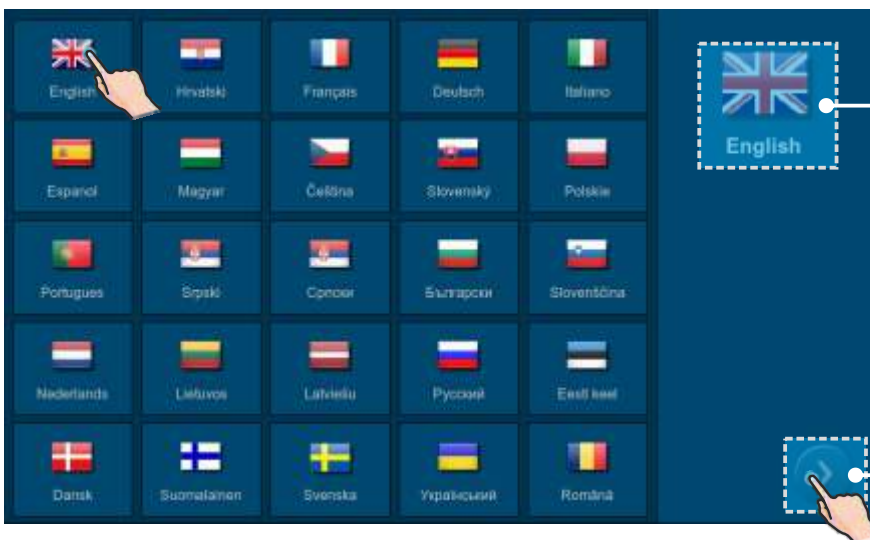 English
Hrvatski
Français
Deutsch
Italiano
English
Espanol
Magyar
Čeština
Slovenský
Polskie
Portugues
Srpski
Српски
Български
Slovenščina
Nederlands
Lietuvos
Latviešu
Русский
Eesti keel
Dansk
Suomalainen
Svenska
Український
Română